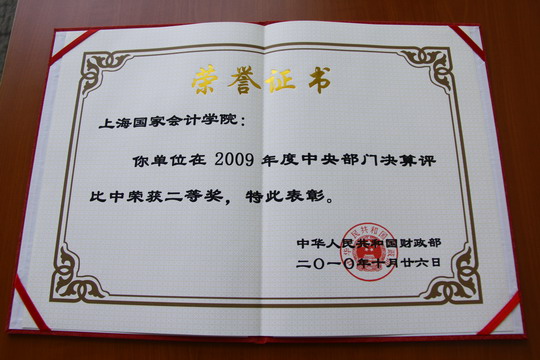 荣誉证书
上海国家会计学院：
你单位在 2009 年度中央部门决算评
比中荣获二等奖，特此表彰。
中华人民共和国财政部
二〇一〇年十月廿六日